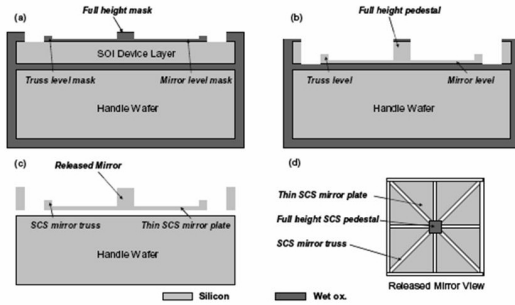 (a)
Full height mask
SOI Device Layer
Truss level mask
Mirror level mask
Handle Wafer
(b)
Full height pedestal
Truss level
Mirror level
Handle Wafer
(c)
Released Mirror
SCS mirror truss
Thin SCS mirror plate
Handle Wafer
(d)
Thin SCS mirror plate
Full height SCS pedestal
SCS mirror truss
Released Mirror View
Silicon
Wet ox.